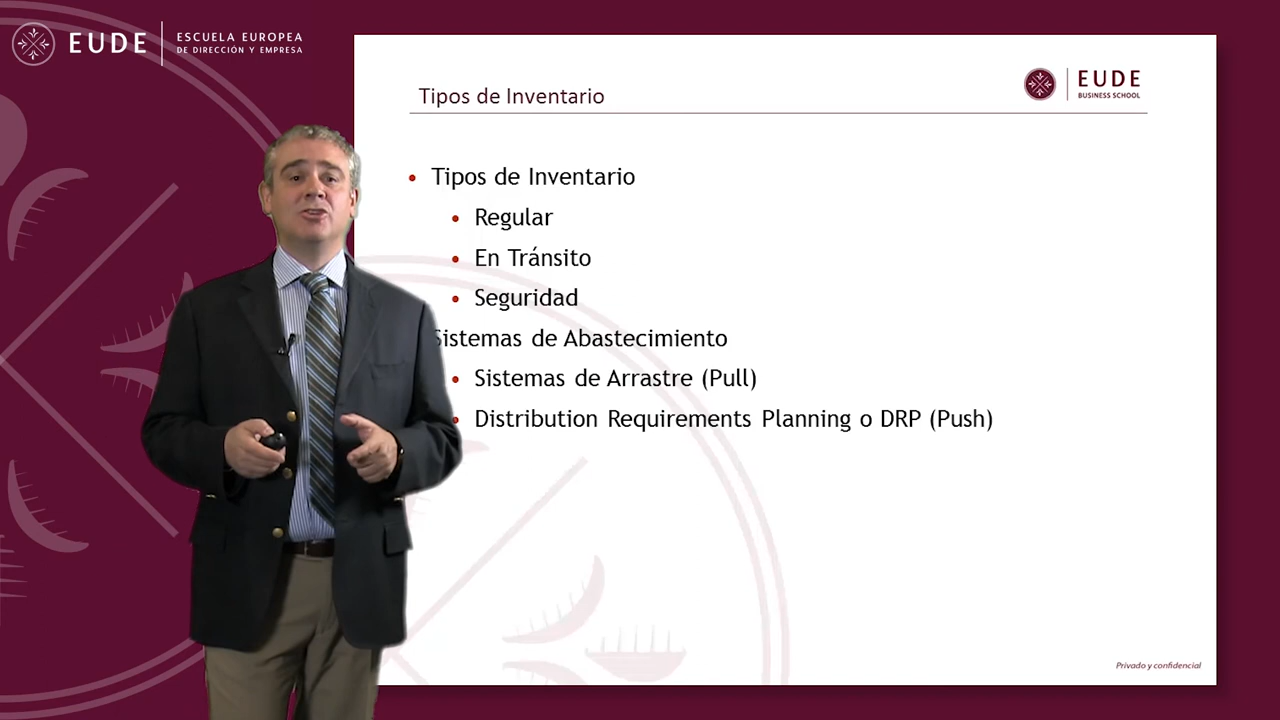 EUDE
ESCUELA EUROPEA
DE DIRECCIÓN Y EMPRESA
EUDE
BUSINESS SCHOOL
Tipos de Inventario
Tipos de Inventario
Regular
En Tránsito
Seguridad
Sistemas de Abastecimiento
Sistemas de Arrastre (Pull)
Distribution Requirements Planning o DRP (Push)
Privado y confidencial